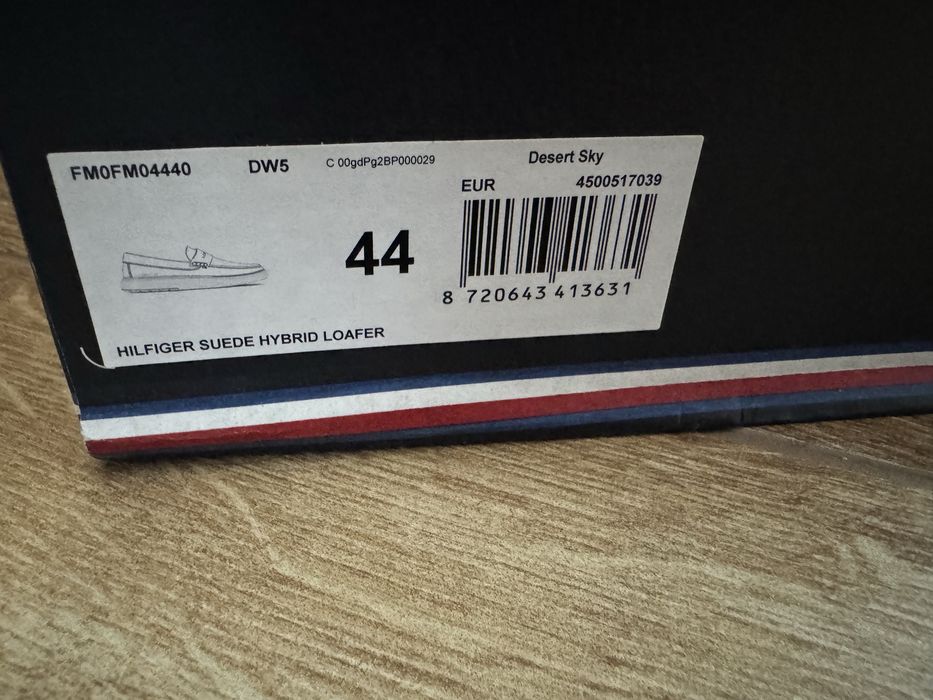 FM0FM04440 DW5 C 00gdPg2BP000029 Desert Sky
EUR 4500517039
44
8 720643 413631
HILFIGER SUEDE HYBRID LOAFER